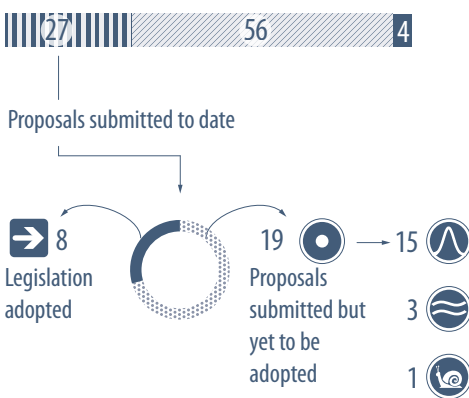 27 56 4
Proposals submitted to date
8
Legislation
adopted
19
Proposals
submitted but
yet to be
adopted
15
3
1